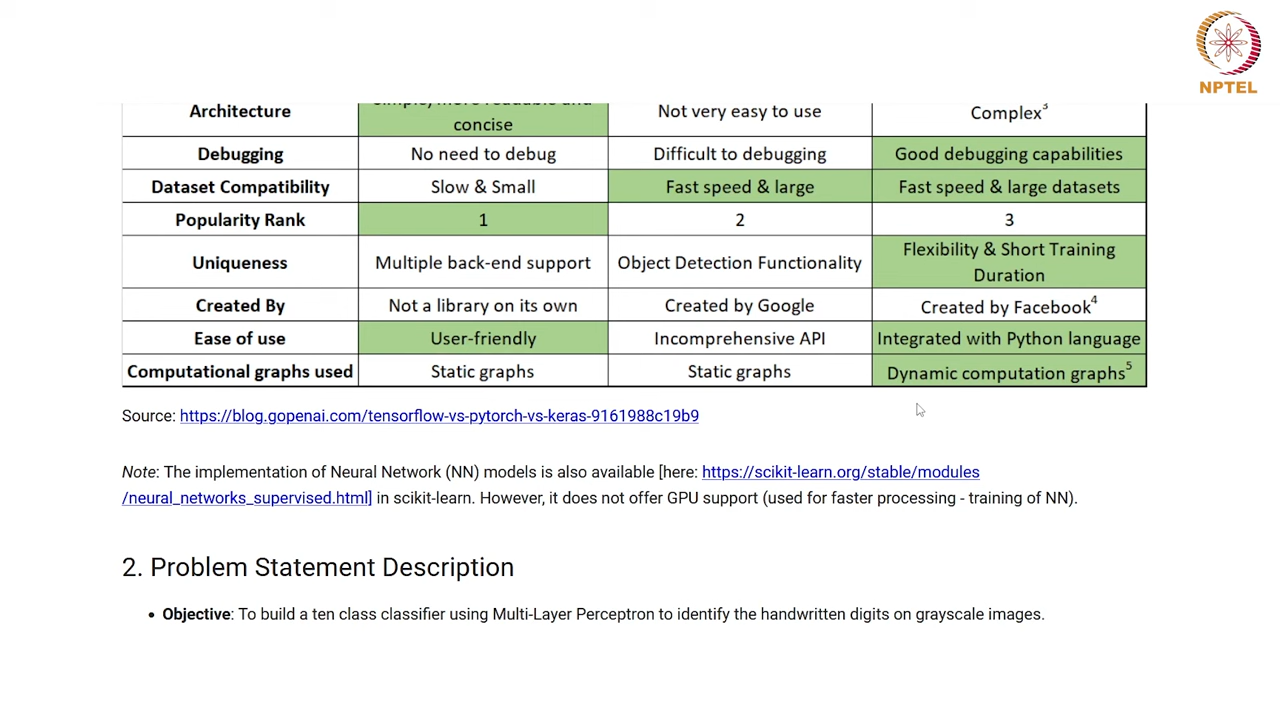 NPTEL
Architecture Simple, more readable and concise Not very easy to use Complex3
Debugging No need to debug Difficult to debugging Good debugging capabilities
Dataset Compatibility Slow & Small Fast speed & large Fast speed & large datasets
Popularity Rank 1 2 3
Uniqueness Multiple back-end support Object Detection Functionality Flexibility & Short Training Duration
Created By Not a library on its own Created by Google Created by Facebook4
Ease of use User-friendly Incomprehensive API Integrated with Python language
Computational graphs used Static graphs Static graphs Dynamic computation graphs5
Source: https://blog.gopenai.com/tensorflow-vs-pytorch-vs-keras-9161988c19b9
Note: The implementation of Neural Network (NN) models is also available [here: https://scikit-learn.org/stable/modules
/neural_networks_supervised.html] in scikit-learn. However, it does not offer GPU support (used for faster processing - training of NN).
2. Problem Statement Description
• Objective: To build a ten class classifier using Multi-Layer Perceptron to identify the handwritten digits on grayscale images.